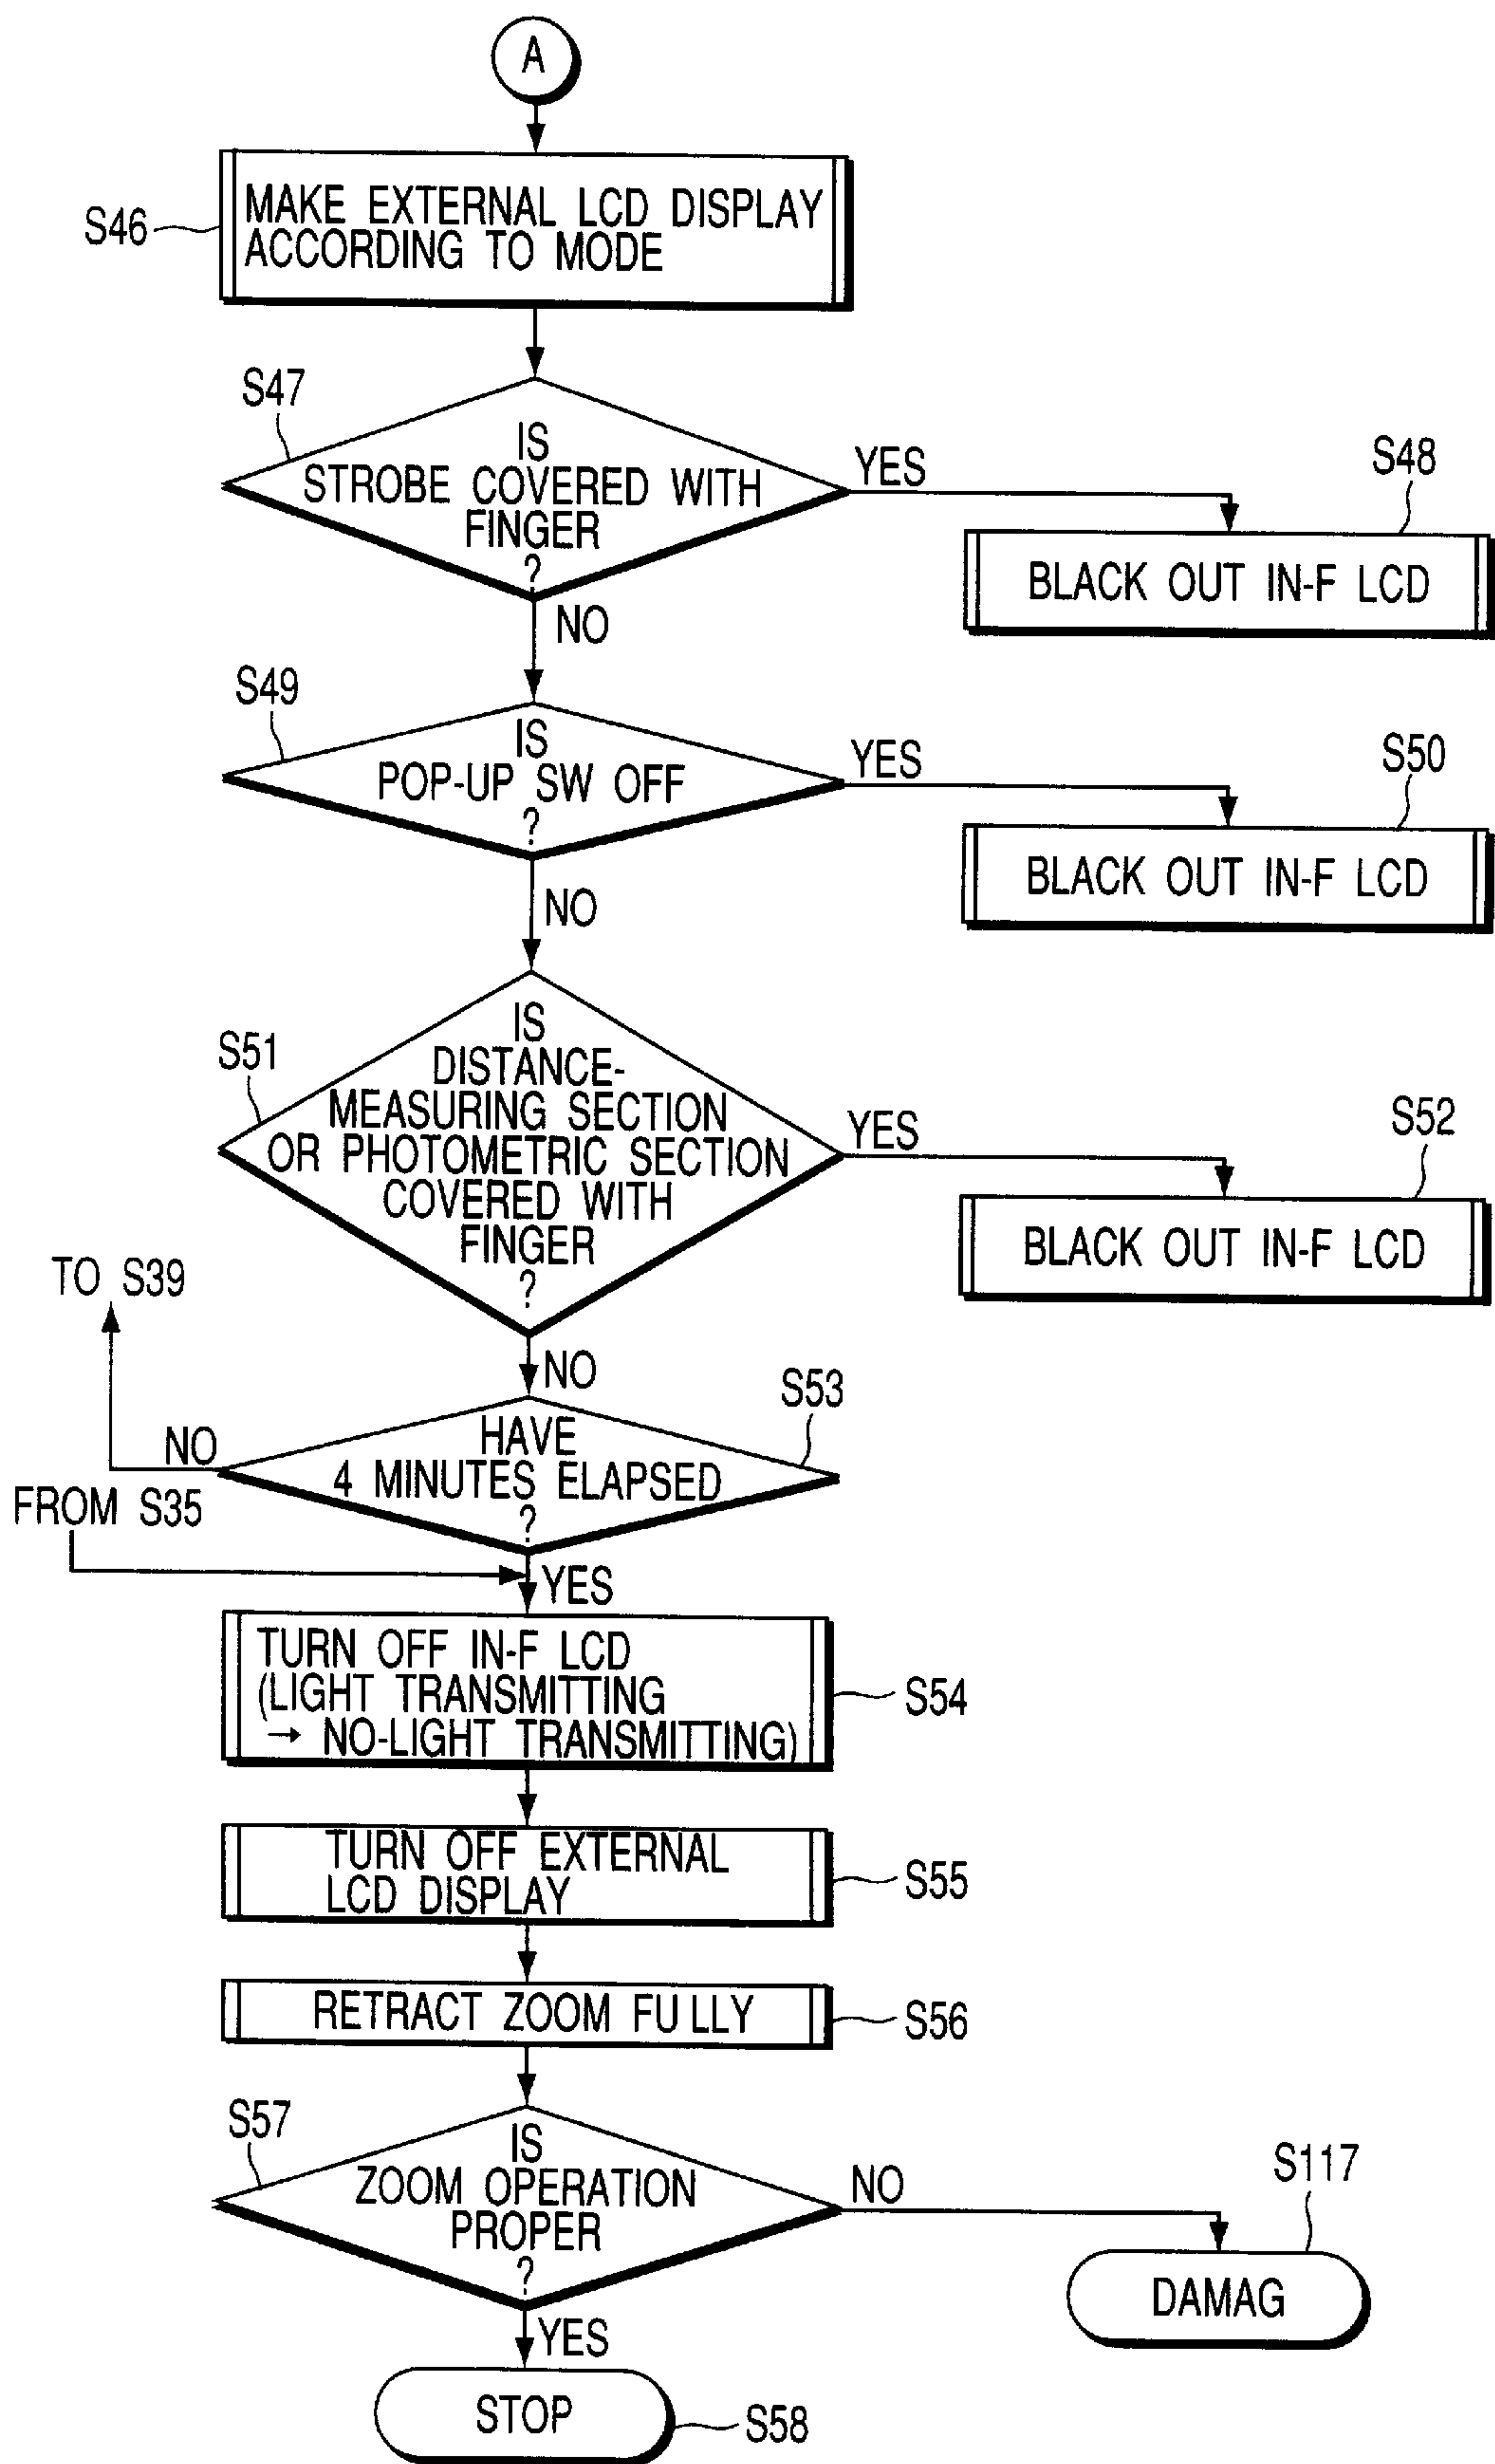 A
S46
MAKE EXTERNAL LCD DISPLAY
ACCORDING TO MODE
S47
IS
STROBE COVERED WITH
FINGER
?
YES
S48
BLACK OUT IN-F LCD
NO
S49
IS
POP-UP SW OFF
?
YES
S50
BLACK OUT IN-F LCD
NO
S51
IS
DISTANCE-
MEASURING SECTION
OR PHOTOMETRIC SECTION
COVERED WITH
FINGER
?
YES
S52
BLACK OUT IN-F LCD
TO S39
NO
S53
HAVE
4 MINUTES ELAPSED
?
NO
FROM S35
YES
TURN OFF IN-F LCD
(LIGHT TRANSMITTING
→ NO-LIGHT TRANSMITTING)
S54
TURN OFF EXTERNAL
LCD DISPLAY
S55
RETRACT ZOOM FULLY
S56
S57
IS
ZOOM OPERATION
PROPER
?
NO
S117
DAMAG
YES
STOP
S58